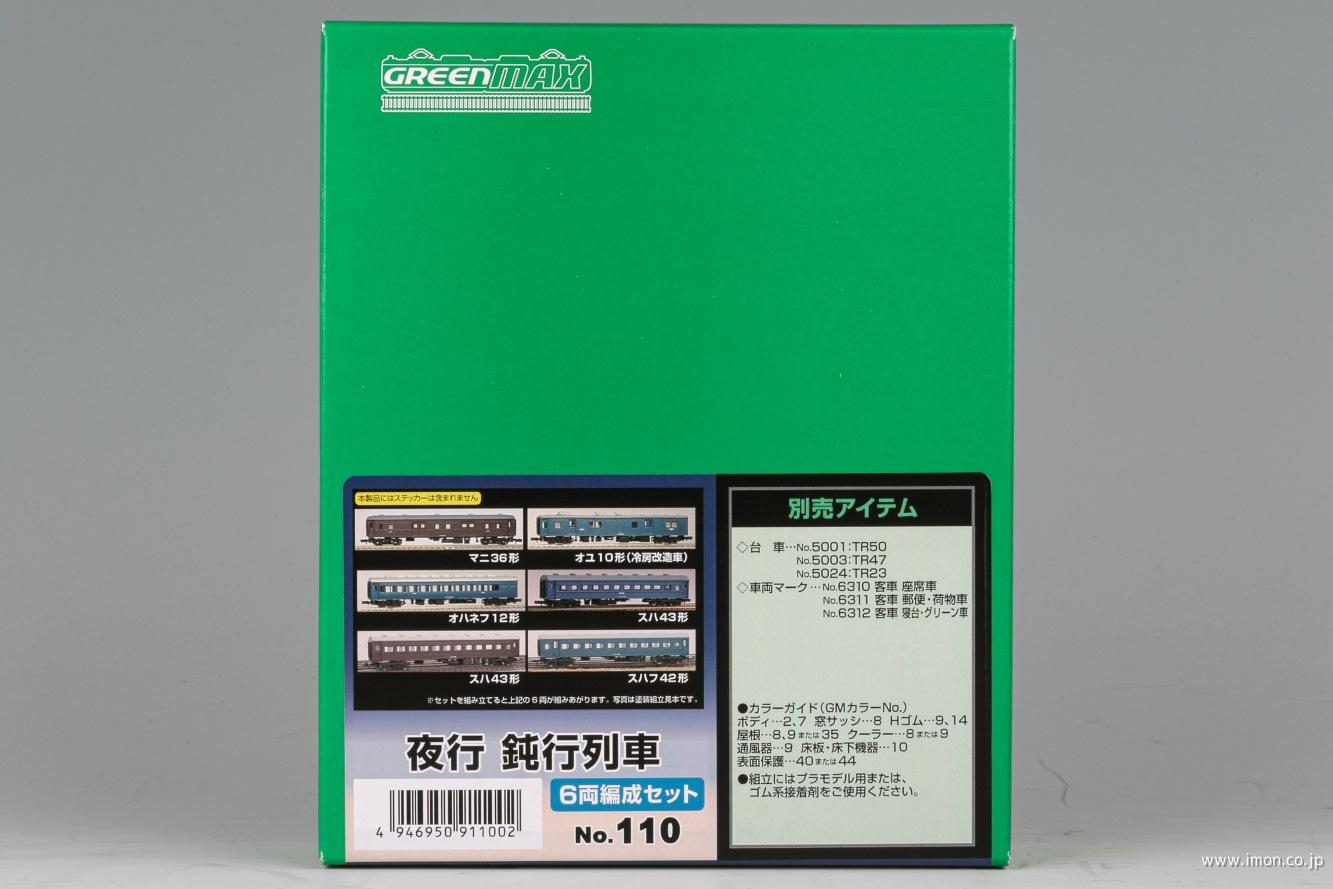 GREENMAX
本製品にはステッカーは含まれません
マニ36形
オユ10形(冷房改造車)
オハネフ12形
スハ43形
スハ43形
スハフ42形
※セットを組み立てると上記の6両が組みあがります。写真は塗装組立見本です。
夜行 鈍行列車
6両編成セット
No.110
4 946950 911002
別売アイテム
◇台 車…No.5001:TR50
No.5003:TR47
No.5024:TR23
◇車両マーク…No.6310 客車 座席車
No.6311 客車 郵便・荷物車
No.6312 客車 寝台・グリーン車
●カラーガイド(GMカラーNo.)
ボディ…2、7 窓サッシ…8 Hゴム…9、14
屋根…8、9または35 クーラー…8または9
通風器…9 床板・床下機器…10
表面保護…40または44
●組立にはプラモデル用または、
ゴム系接着剤をご使用ください。
www.imon.co.jp